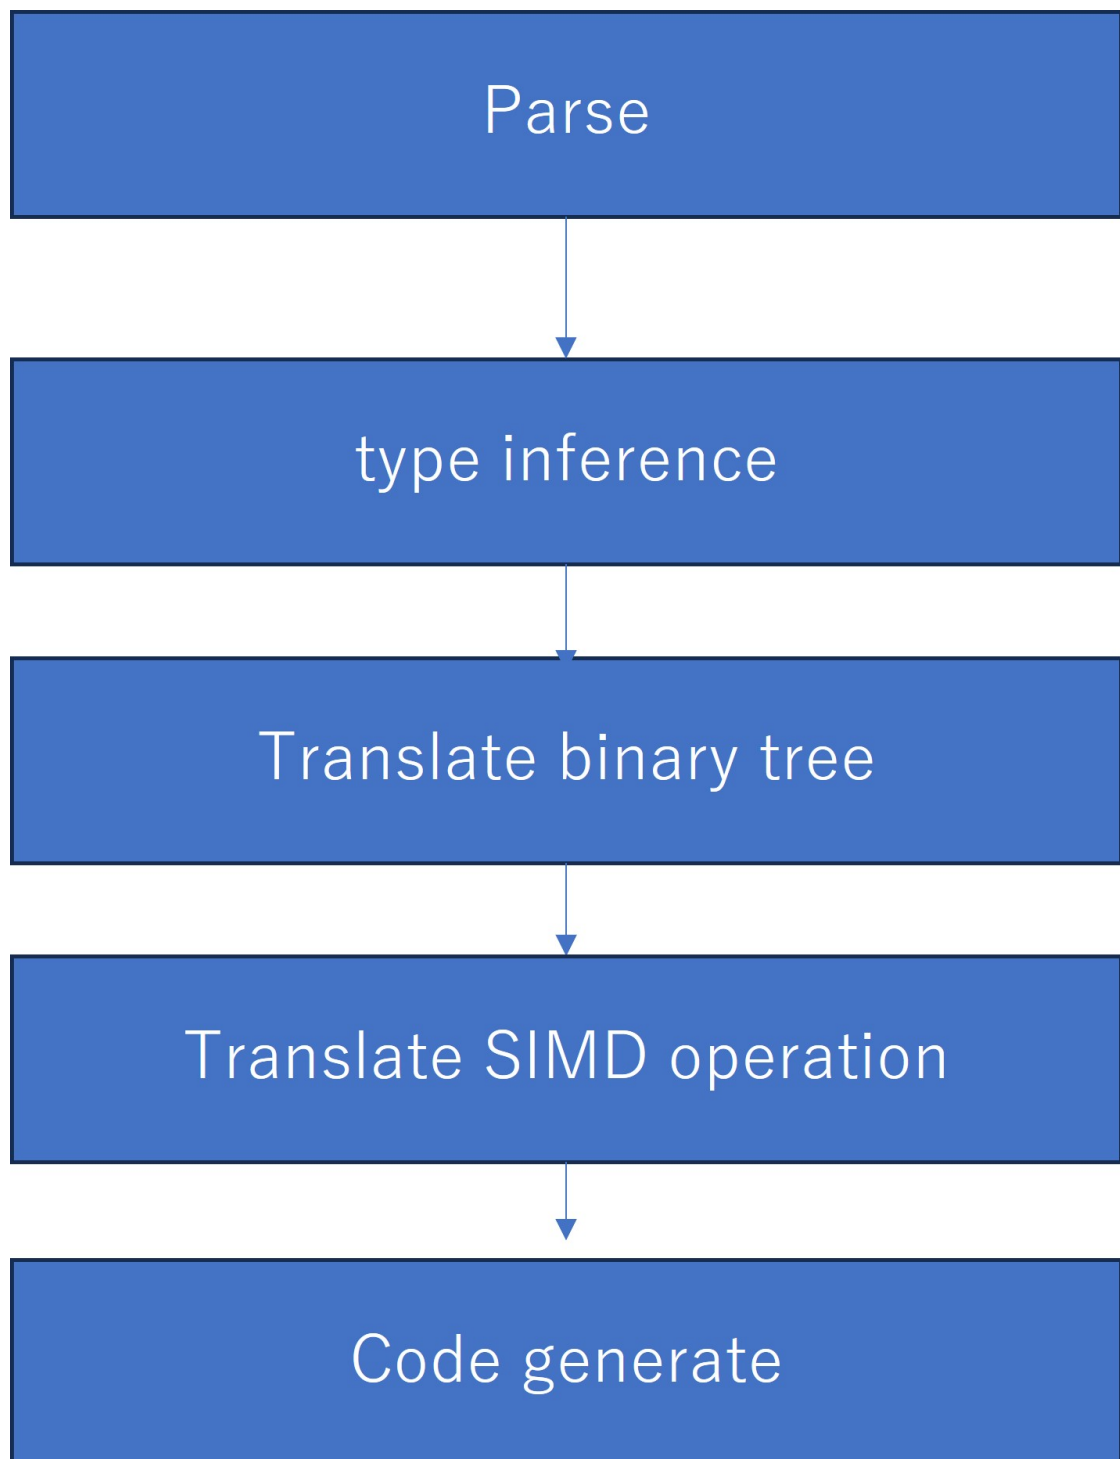 Parse
type inference
Translate binary tree
Translate SIMD operation
Code generate